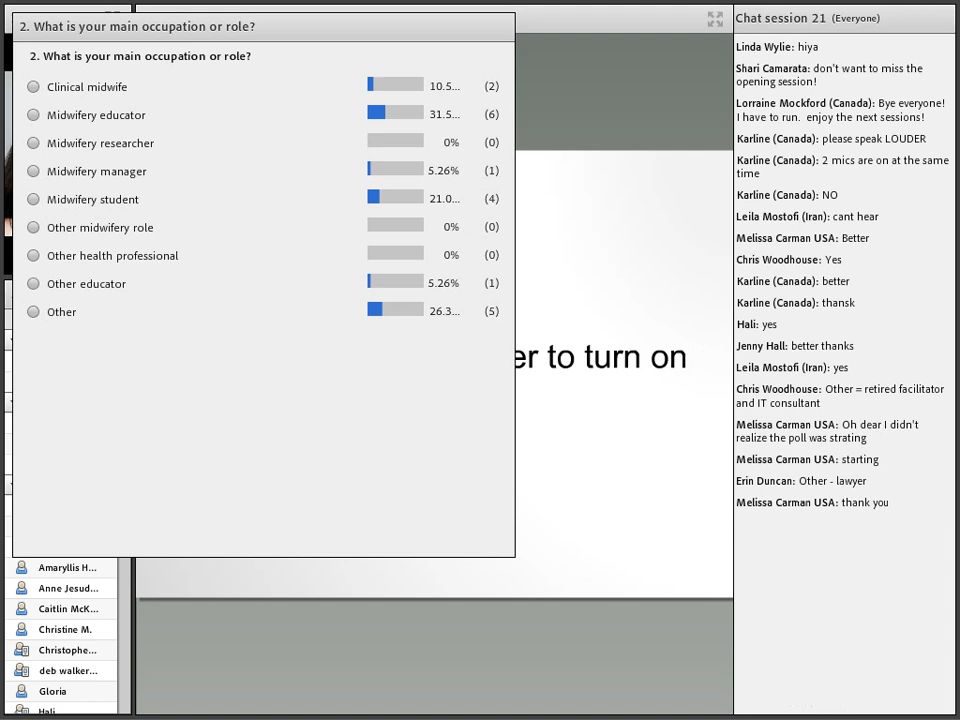 2. What is your main occupation or role?
2. What is your main occupation or role?
Clinical midwife 10.5... (2)
Midwifery educator 31.5... (6)
Midwifery researcher 0% (0)
Midwifery manager 5.26% (1)
Midwifery student 21.0... (4)
Other midwifery role 0% (0)
Other health professional 0% (0)
Other educator 5.26% (1)
Other 26.3... (5)
er to turn on
Amaryllis H...
Anne Jesud...
Caitlin McK...
Christine M.
Christophe...
deb walker...
Gloria
Hali
Chat session 21 (Everyone)
Linda Wylie: hiya
Shari Camarata: don't want to miss the
opening session!
Lorraine Mockford (Canada): Bye everyone!
I have to run. enjoy the next sessions!
Karline (Canada): please speak LOUDER
Karline (Canada): 2 mics are on at the same
time
Karline (Canada): NO
Leila Mostofi (Iran): cant hear
Melissa Carman USA: Better
Chris Woodhouse: Yes
Karline (Canada): better
Karline (Canada): thansk
Hali: yes
Jenny Hall: better thanks
Leila Mostofi (Iran): yes
Chris Woodhouse: Other = retired facilitator
and IT consultant
Melissa Carman USA: Oh dear I didn't
realize the poll was strating
Melissa Carman USA: starting
Erin Duncan: Other - lawyer
Melissa Carman USA: thank you